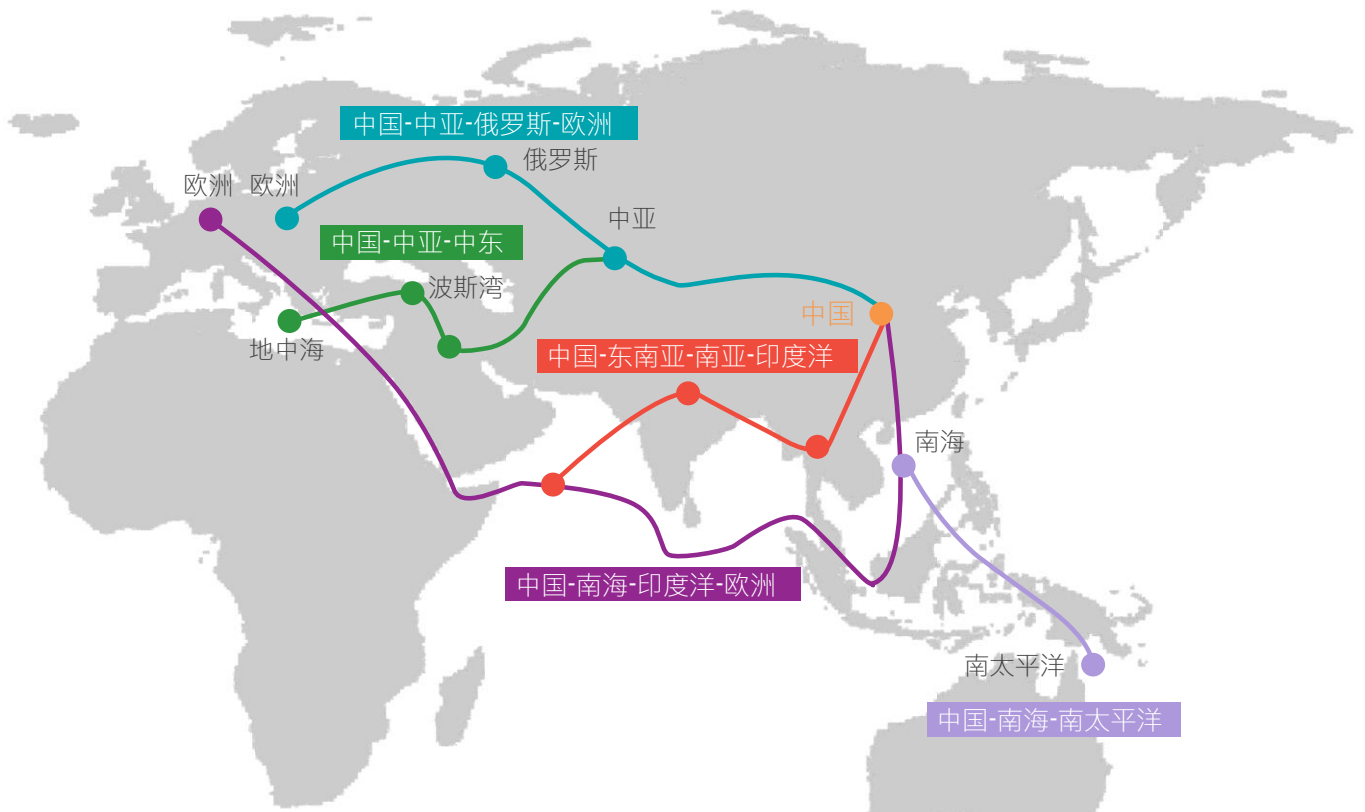 中国-中亚-俄罗斯-欧洲
俄罗斯
欧洲
欧洲
中亚
中国-中亚-中东
波斯湾
中国
地中海
中国-东南亚-南亚-印度洋
南海
中国-南海-印度洋-欧洲
南太平洋
中国-南海-南太平洋